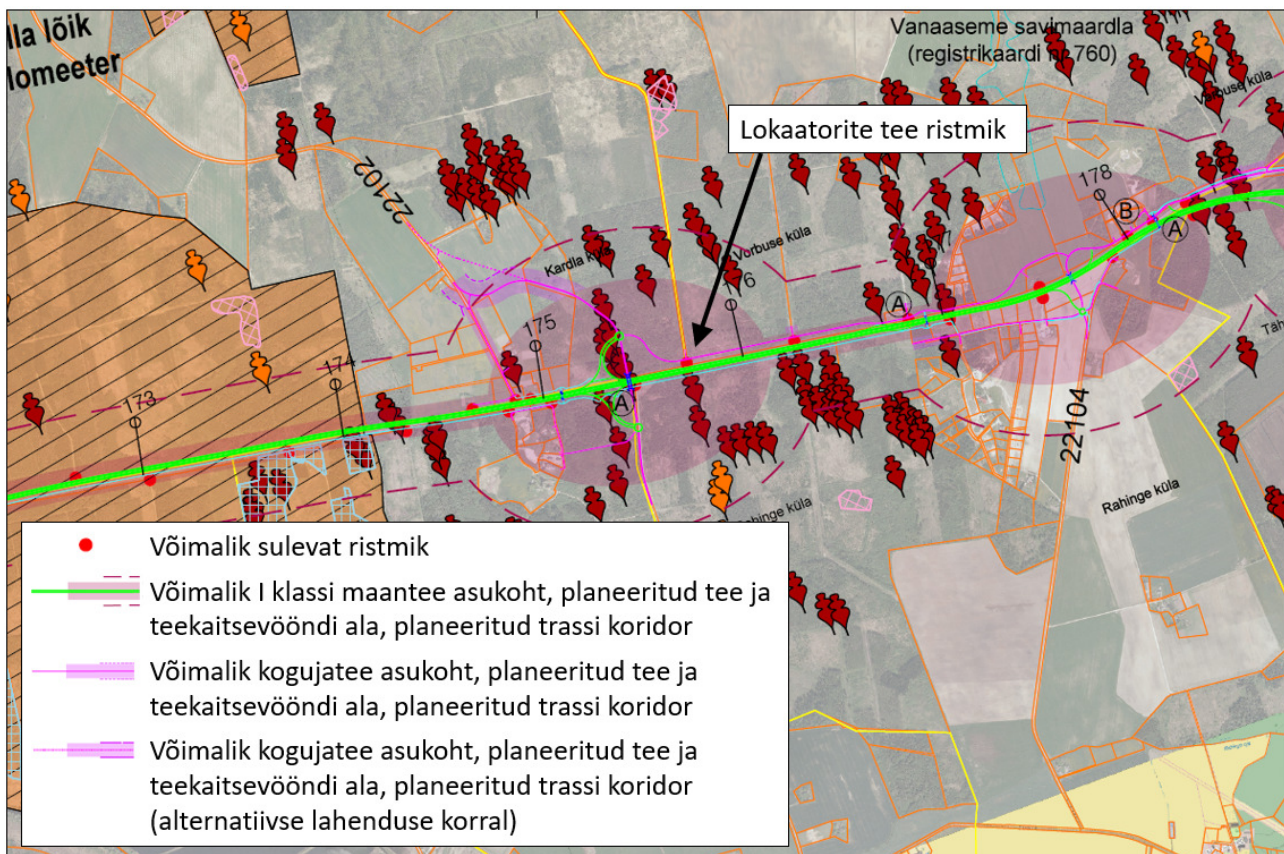 lla lõik
lomeeter
Vanaaseme savimaardla
(registrikaardi nr 760)
Vorbuse küla
Lokaatorite tee ristmik
22102
178
B
A
Kardla küla
Vorbuse küla
176
A
175
174
173
A
22104
Rahinge küla
Rahinge küla
Võimalik sulevat ristmik
Võimalik I klassi maantee asukoht, planeeritud tee ja
teekaitsevööndi ala, planeeritud trassi koridor
Võimalik kogujatee asukoht, planeeritud tee ja
teekaitsevööndi ala, planeeritud trassi koridor
Võimalik kogujatee asukoht, planeeritud tee ja
teekaitsevööndi ala, planeeritud trassi koridor
(alternatiivse lahenduse korral)